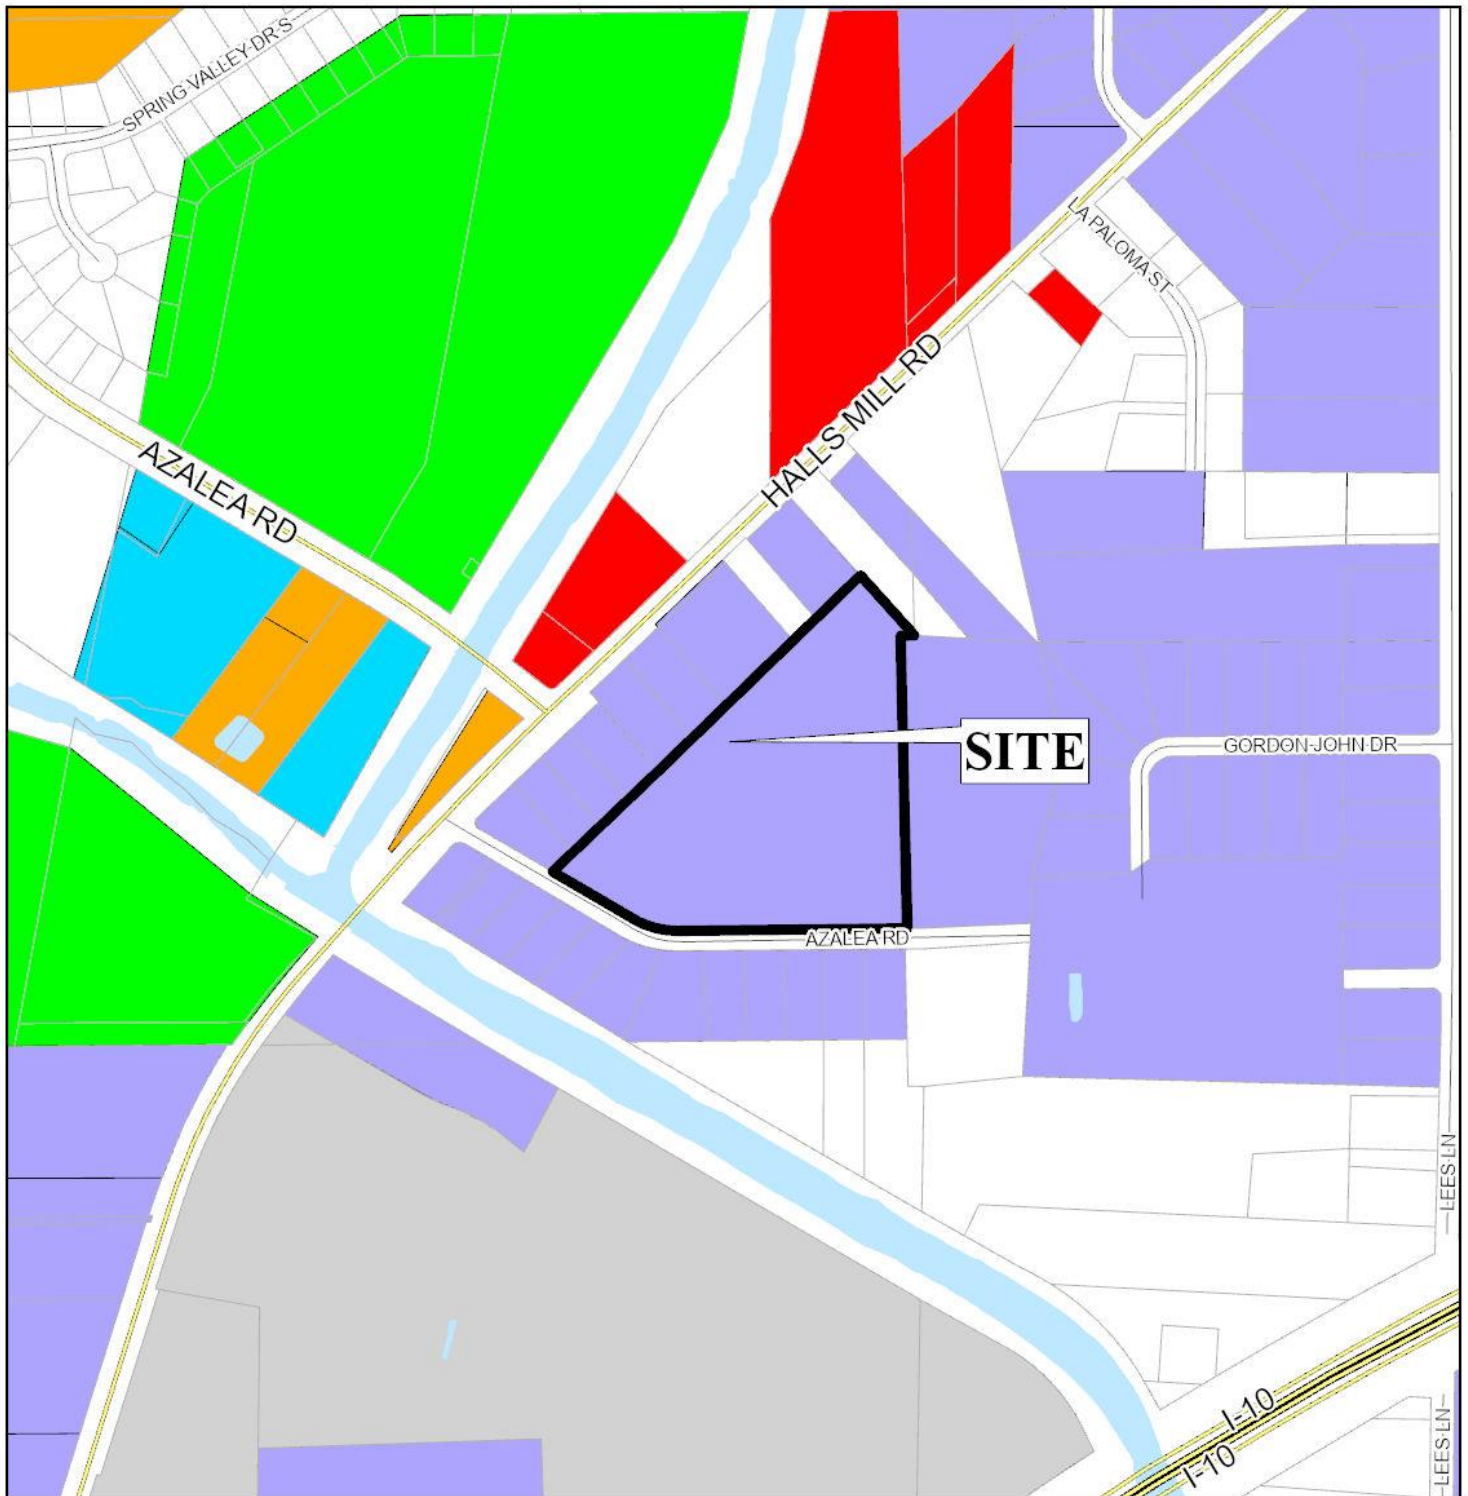 SPRING VALLEY DR S
LA PALOMA ST
HALLS MILL RD
AZALEA RD
SITE
GORDON JOHN DR
AZALEA RD
LEES LN
I-10
I-10
LEES LN